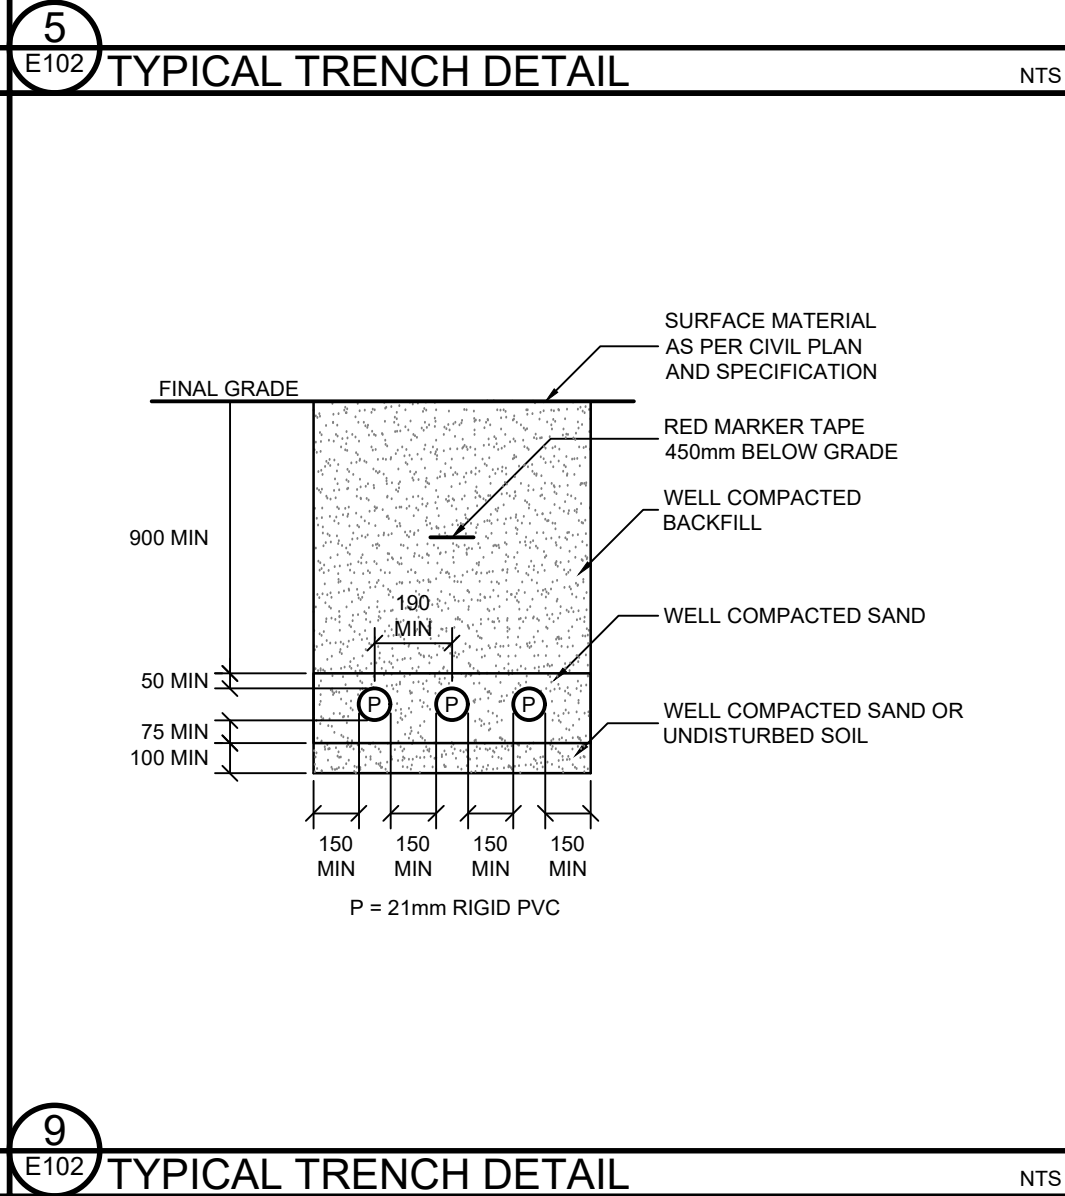 5
E102
TYPICAL TRENCH DETAIL
NTS
SURFACE MATERIAL
AS PER CIVIL PLAN
AND SPECIFICATION
FINAL GRADE
RED MARKER TAPE
450mm BELOW GRADE
WELL COMPACTED
BACKFILL
900 MIN
190
MIN
WELL COMPACTED SAND
50 MIN
P P P
WELL COMPACTED SAND OR
UNDISTURBED SOIL
75 MIN
100 MIN
150 150 150 150
MIN MIN MIN MIN
P = 21mm RIGID PVC
9
E102
TYPICAL TRENCH DETAIL
NTS